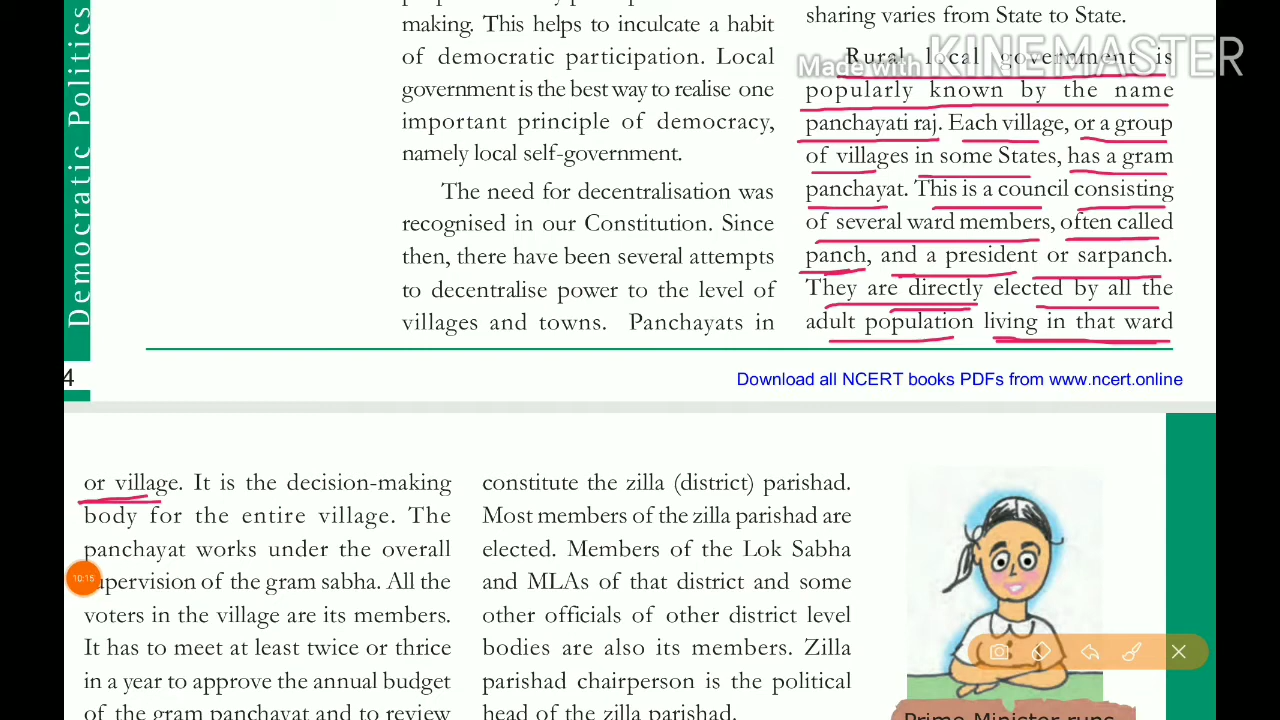 Democratic Politics
making. This helps to inculcate a habit
of democratic participation. Local
government is the best way to realise one
important principle of democracy,
namely local self-government.
The need for decentralisation was
recognised in our Constitution. Since
then, there have been several attempts
to decentralise power to the level of
villages and towns. Panchayats in
sharing varies from State to State.
Made with KINEMASTER
Rural local government is
popularly known by the name
panchayati raj. Each village, or a group
of villages in some States, has a gram
panchayat. This is a council consisting
of several ward members, often called
panch, and a president or sarpanch.
They are directly elected by all the
adult population living in that ward
4
Download all NCERT books PDFs from www.ncert.online
or village. It is the decision-making
body for the entire village. The
panchayat works under the overall
supervision of the gram sabha. All the
voters in the village are its members.
It has to meet at least twice or thrice
in a year to approve the annual budget
of the gram panchayat and to review
10:15
constitute the zilla (district) parishad.
Most members of the zilla parishad are
elected. Members of the Lok Sabha
and MLAs of that district and some
other officials of other district level
bodies are also its members. Zilla
parishad chairperson is the political
head of the zilla parishad.
Prime Minister runs